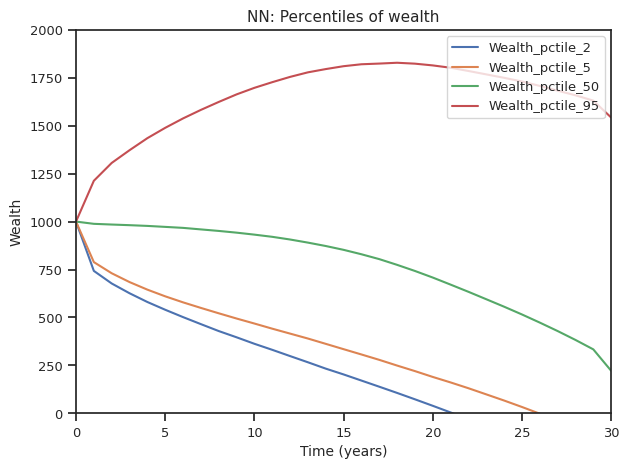 NN: Percentiles of wealth
Wealth
2000
1750
1500
1250
1000
750
500
250
0
Wealth_pctile_2
Wealth_pctile_5
Wealth_pctile_50
Wealth_pctile_95
0 5 10 15 20 25 30
Time (years)